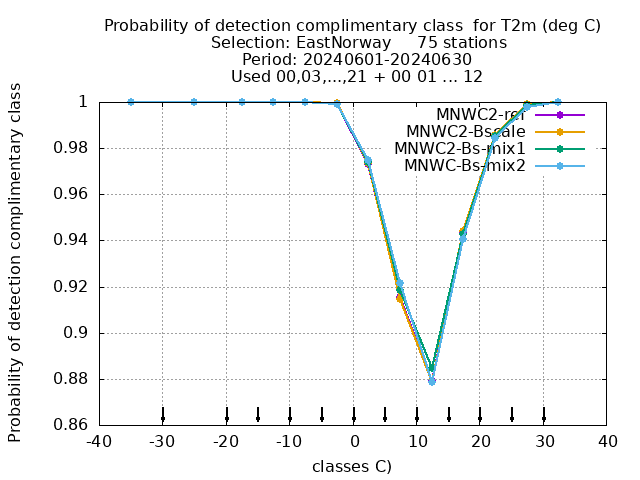 Probability of detection complimentary class  for T2m (deg C)
Selection: EastNorway     75 stations
Period: 20240601-20240630
Used 00,03,...,21 + 00 01 ... 12
Probability of detection complimentary class
1
0.98
0.96
0.94
0.92
0.9
0.88
0.86
MNWC2-ref
MNWC2-Bscale
MNWC2-Bs-mix1
MNWC-Bs-mix2
-40 -30 -20 -10 0 10 20 30 40
classes C)